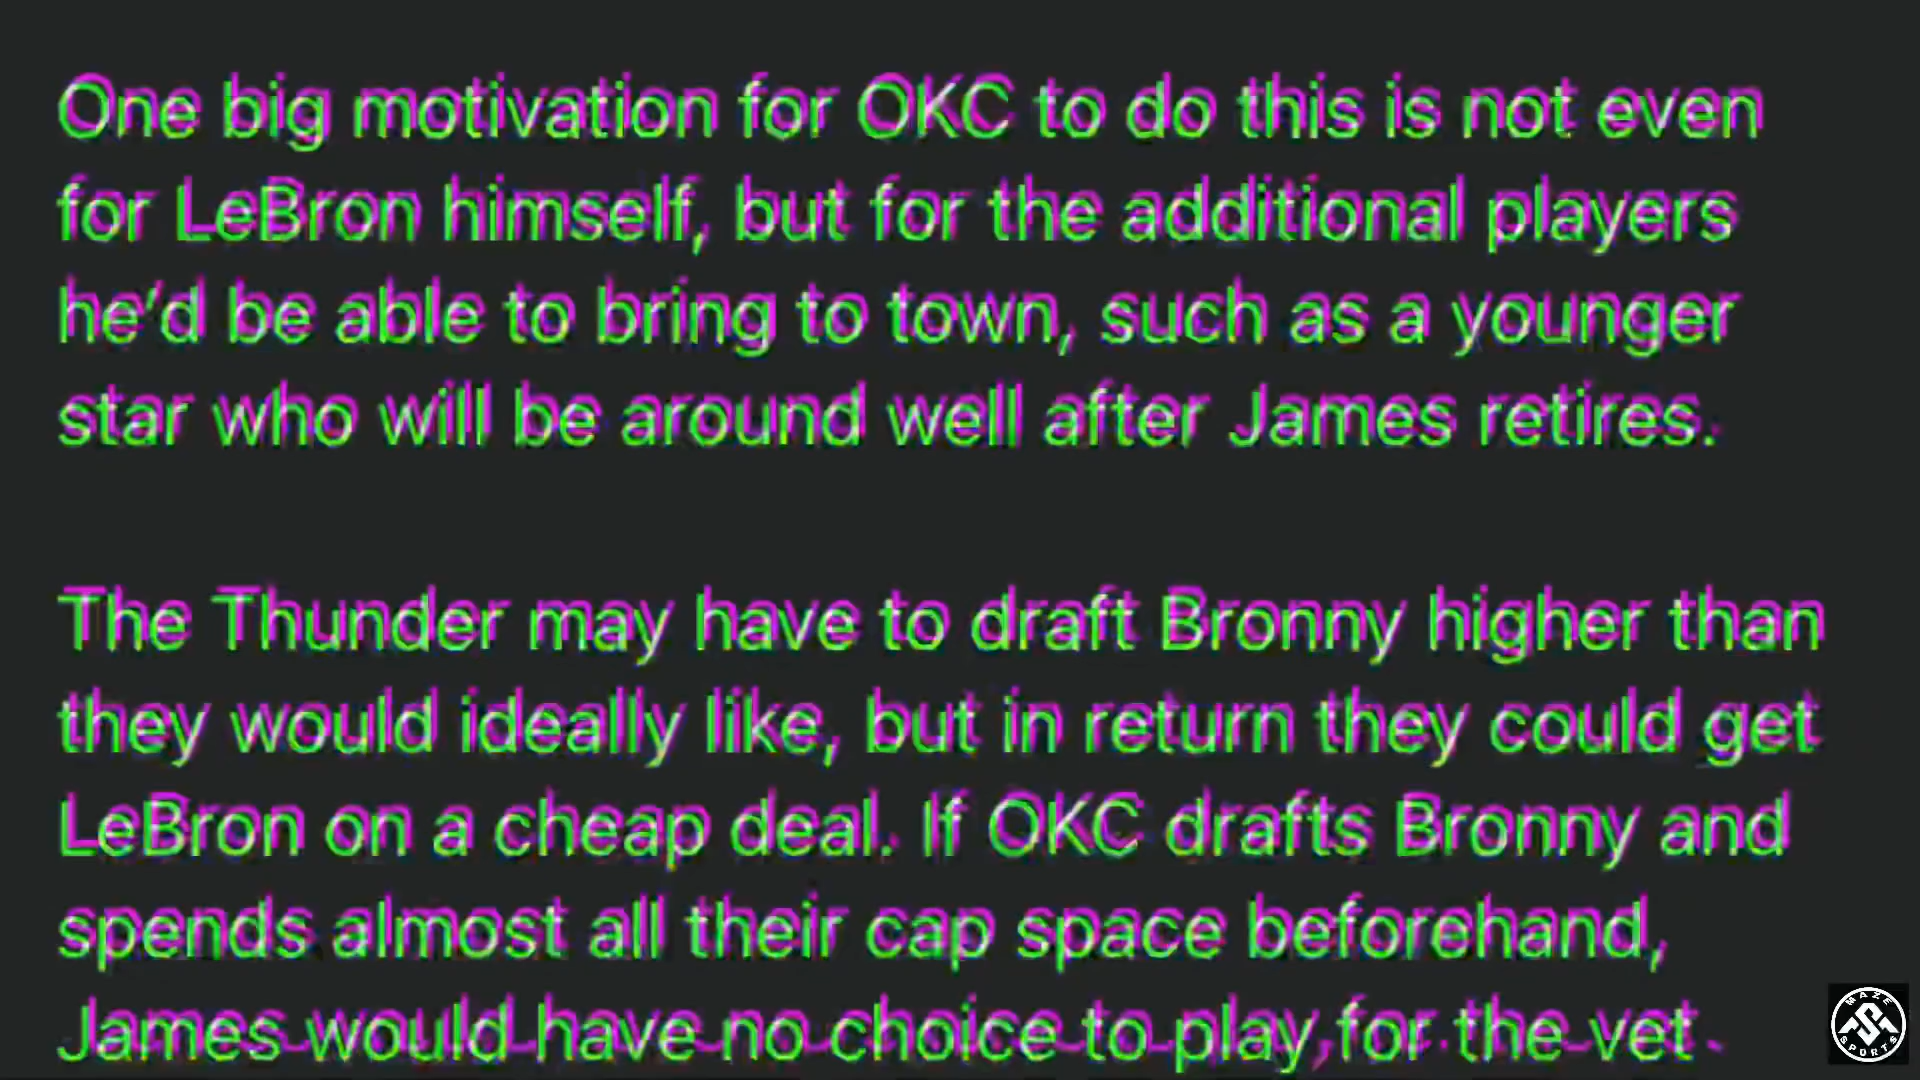 One big motivation for OKC to do this is not even
for LeBron himself, but for the additional players
he'd be able to bring to town, such as a younger
star who will be around well after James retires.
The Thunder may have to draft Bronny higher than
they would ideally like, but in return they could get
LeBron on a cheap deal. If OKC drafts Bronny and
spends almost all their cap space beforehand,
James would have no choice to play for the vet
MAZE
SPORTS